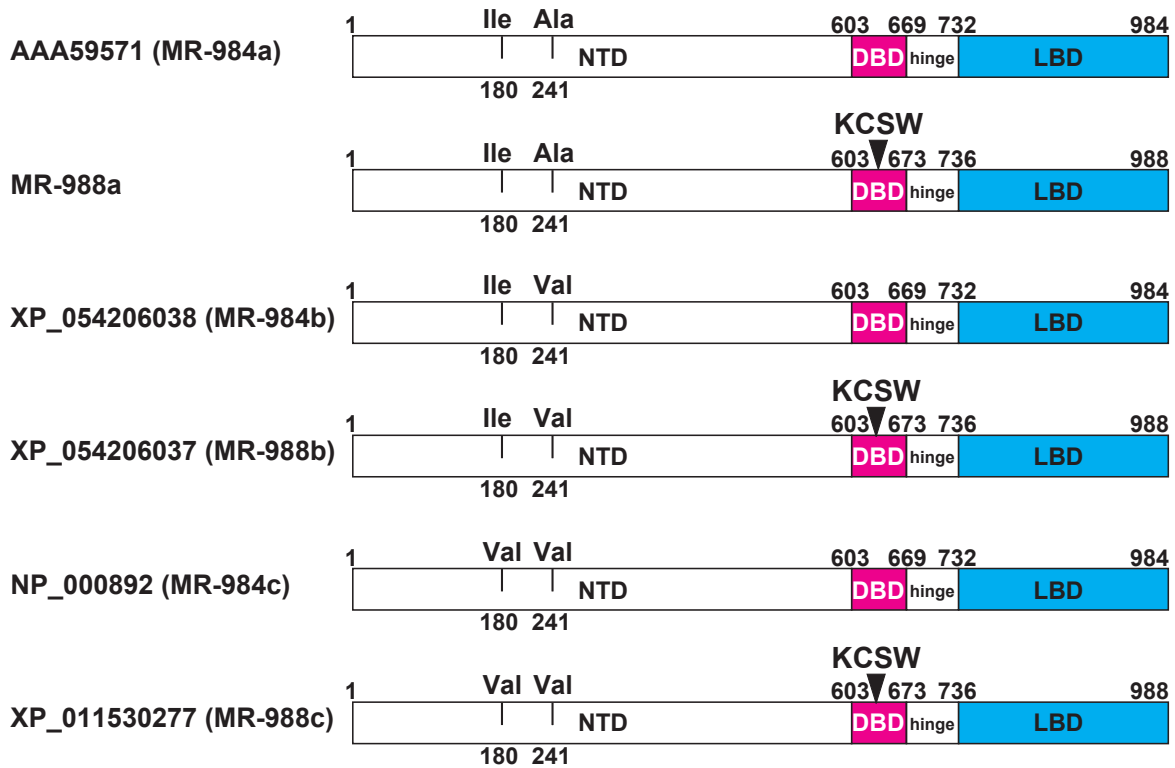 1 Ile Ala 603 669 732 984
AAA59571 (MR-984a) NTD DBD hinge LBD
180 241
KCSW
1 Ile Ala 603 673 736 988
MR-988a NTD DBD hinge LBD
180 241
1 Ile Val 603 669 732 984
XP_054206038 (MR-984b) NTD DBD hinge LBD
180 241
KCSW
1 Ile Val 603 673 736 988
XP_054206037 (MR-988b) NTD DBD hinge LBD
180 241
1 Val Val 603 669 732 984
NP_000892 (MR-984c) NTD DBD hinge LBD
180 241
KCSW
1 Val Val 603 673 736 988
XP_011530277 (MR-988c) NTD DBD hinge LBD
180 241